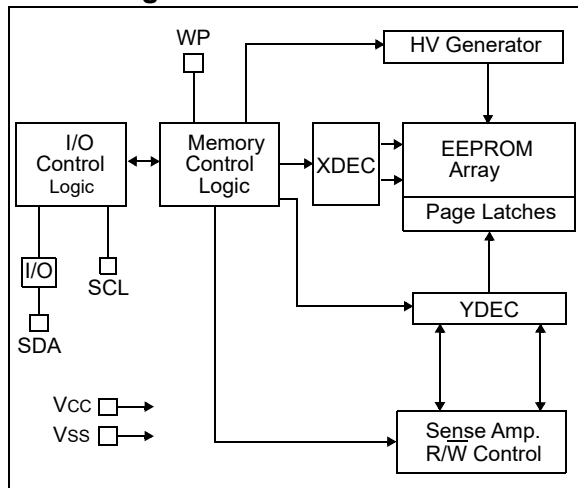 WP
HV Generator
I/O
Control
Logic
Memory
Control
Logic
XDEC
EEPROM
Array
Page Latches
I/O
SCL
SDA
YDEC
VCC
VSS
Sense Amp.
R/W̅ Control